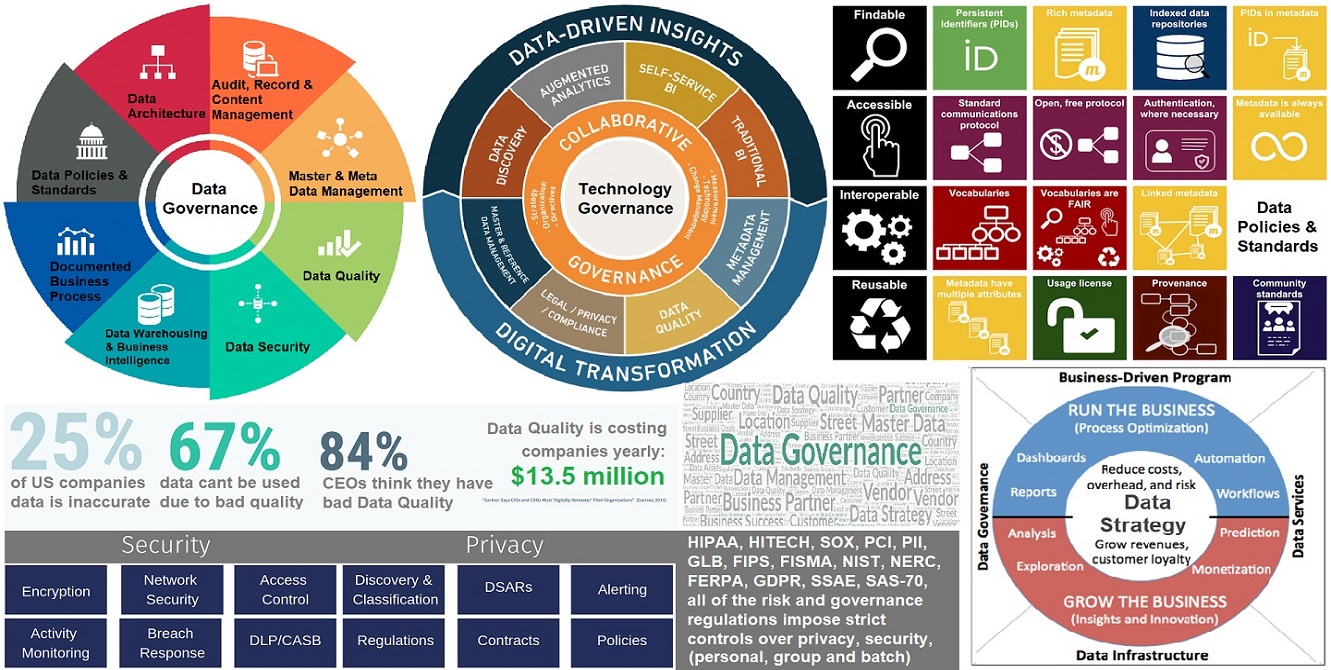 Data
Architecture
Audit, Record &
Content
Management
Master & Meta
Data Management
Data Quality
Data Security
Data Warehousing
& Business
Intelligence
Documented
Business
Process
Data Policies &
Standards
Data
Governance
DATA-DRIVEN INSIGHTS
AUGMENTED
ANALYTICS
SELF-SERVICE
BI
TRADITIONAL
BI
METADATA
MANAGEMENT
DATA
QUALITY
LEGAL / PRIVACY
/ COMPLIANCE
MASTER & REFERENCE
DATA MANAGEMENT
DATA
DISCOVERY
COLLABORATIVE
GOVERNANCE
- Strategy
- Organization
- Directives
- Measurement
- Technology
- Change Management
Technology
Governance
DIGITAL TRANSFORMATION
Findable
Persistent
Identifiers (PIDs)
iD
Rich metadata
m
Indexed data
repositories
PIDs in metadata
iD
m
Accessible
Standard
communications
protocol
Open, free protocol
$
Authentication,
where necessary
Metadata is always
available
Interoperable
Vocabularies
Vocabularies are
FAIR
Linked metadata
m
m
m
Data
Policies &
Standards
Reusable
Metadata have
multiple attributes
m
m
m
Usage license
Provenance
Community
standards
25%
of US companies
data is inaccurate
67%
data cant be used
due to bad quality
84%
CEOs think they have
bad Data Quality
Data Quality is costing
companies yearly:
$13.5 million
"Gartner Says CIOs and CDOs Must 'Digitally Remaster' Their Organizations" (Gartner, 2015)
Country
Data Quality
Partner
Company
Supplier
Customer
Data Governance
Location
Business Partner
Street
Master Data
Data Governance
Address
Data Management
Vendor
Business Partner
Vendor
Business Success
Customer
Data Strategy
Security
Privacy
Encryption
Network
Security
Access
Control
Discovery &
Classification
DSARs
Alerting
Activity
Monitoring
Breach
Response
DLP/CASB
Regulations
Contracts
Policies
HIPAA, HITECH, SOX, PCI, PII,
GLB, FIPS, FISMA, NIST, NERC,
FERPA, GDPR, SSAE, SAS-70,
all of the risk and governance
regulations impose strict
controls over privacy, security,
(personal, group and batch)
Business-Driven Program
RUN THE BUSINESS
(Process Optimization)
Dashboards
Automation
Reports
Workflows
Reduce costs,
overhead, and risk
Data
Strategy
Grow revenues,
customer loyalty
Analysis
Prediction
Exploration
Monetization
GROW THE BUSINESS
(Insights and Innovation)
Data Governance
Data Services
Data Infrastructure